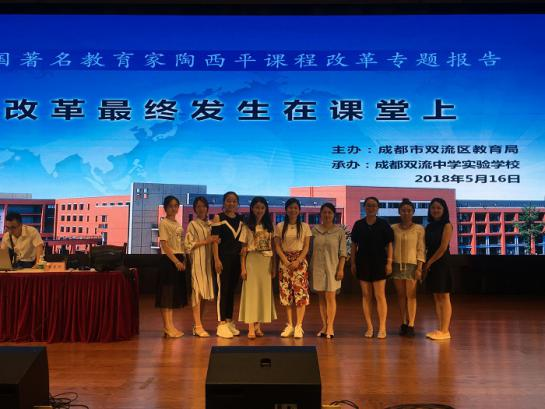 国著名教育家陶西平课程改革专题报告
改革最终发生在课堂上
主办：成都市双流区教育局
承办：成都双流中学实验学校
2018年5月16日